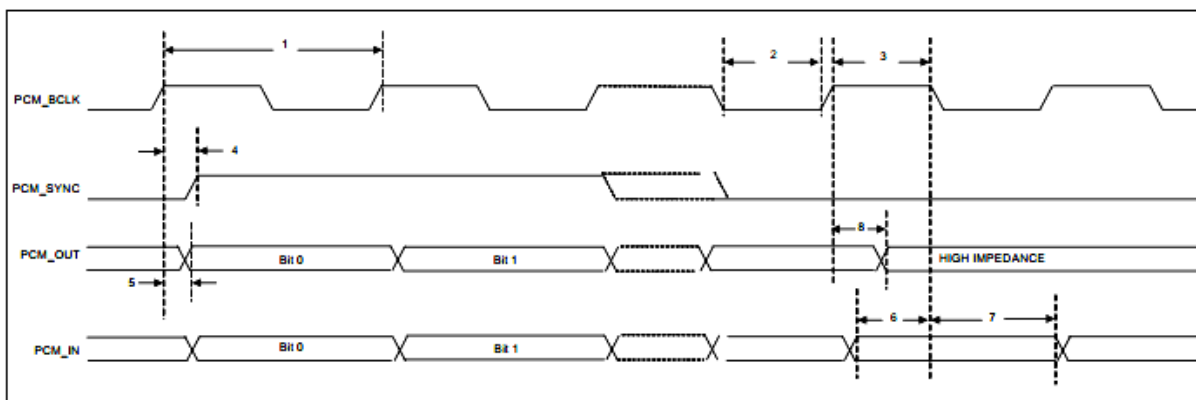 1
2
3
PCM_BCLK
4
PCM_SYNC
8
PCM_OUT
Bit 0
Bit 1
HIGH IMPEDANCE
5
6
7
PCM_IN
Bit 0
Bit 1